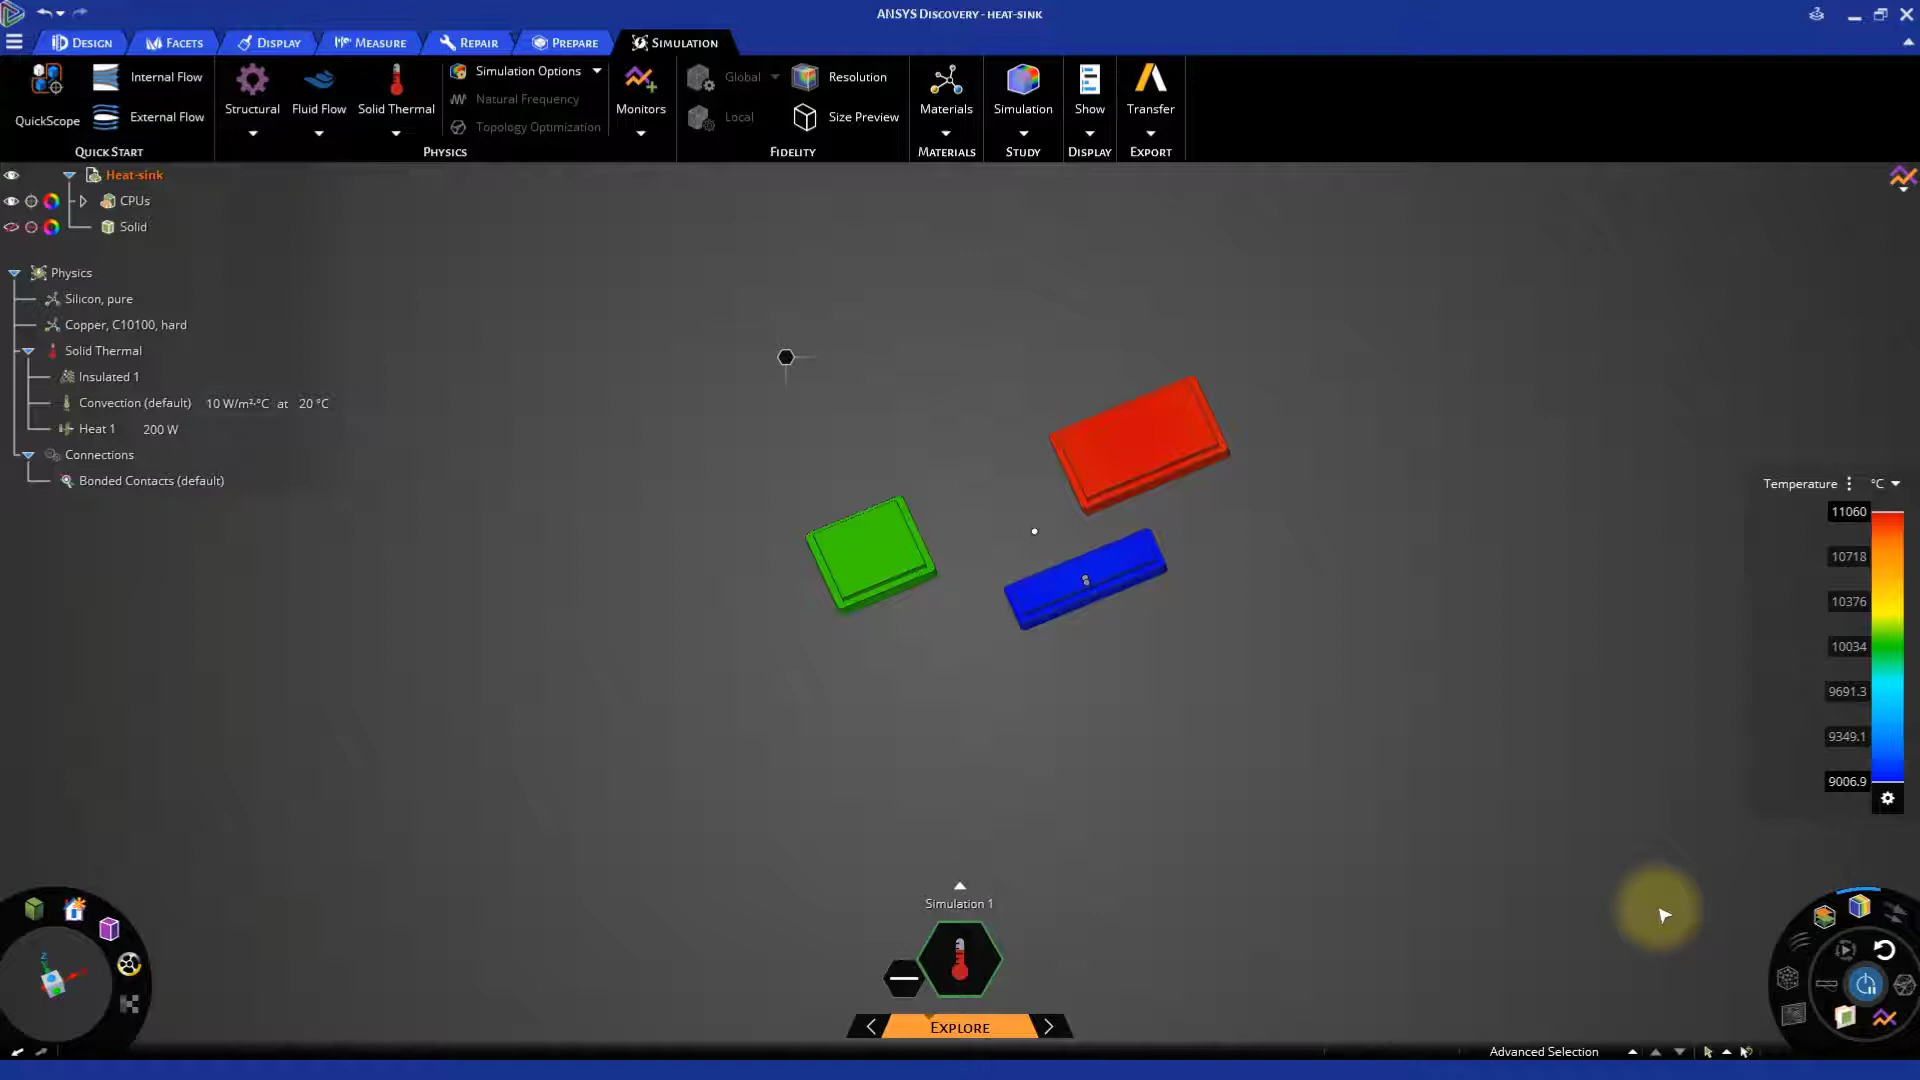 ANSYS Discovery - heat-sink
Design
Facets
Display
Measure
Repair
Prepare
Simulation
QuickScope
Internal Flow
External Flow
Quick Start
Structural
Fluid Flow
Solid Thermal
Simulation Options
Natural Frequency
Topology Optimization
Physics
Monitors
Global
Local
Resolution
Size Preview
Fidelity
Materials
Materials
Simulation
Study
Show
Display
Transfer
Export
Heat-sink
CPUs
Solid
Physics
Silicon, pure
Copper, C10100, hard
Solid Thermal
Insulated 1
Convection (default) 10 W/m²·°C at 20 °C
Heat 1 200 W
Connections
Bonded Contacts (default)
Temperature °C
11060
10718
10376
10034
9691.3
9349.1
9006.9
Simulation 1
Explore
Advanced Selection